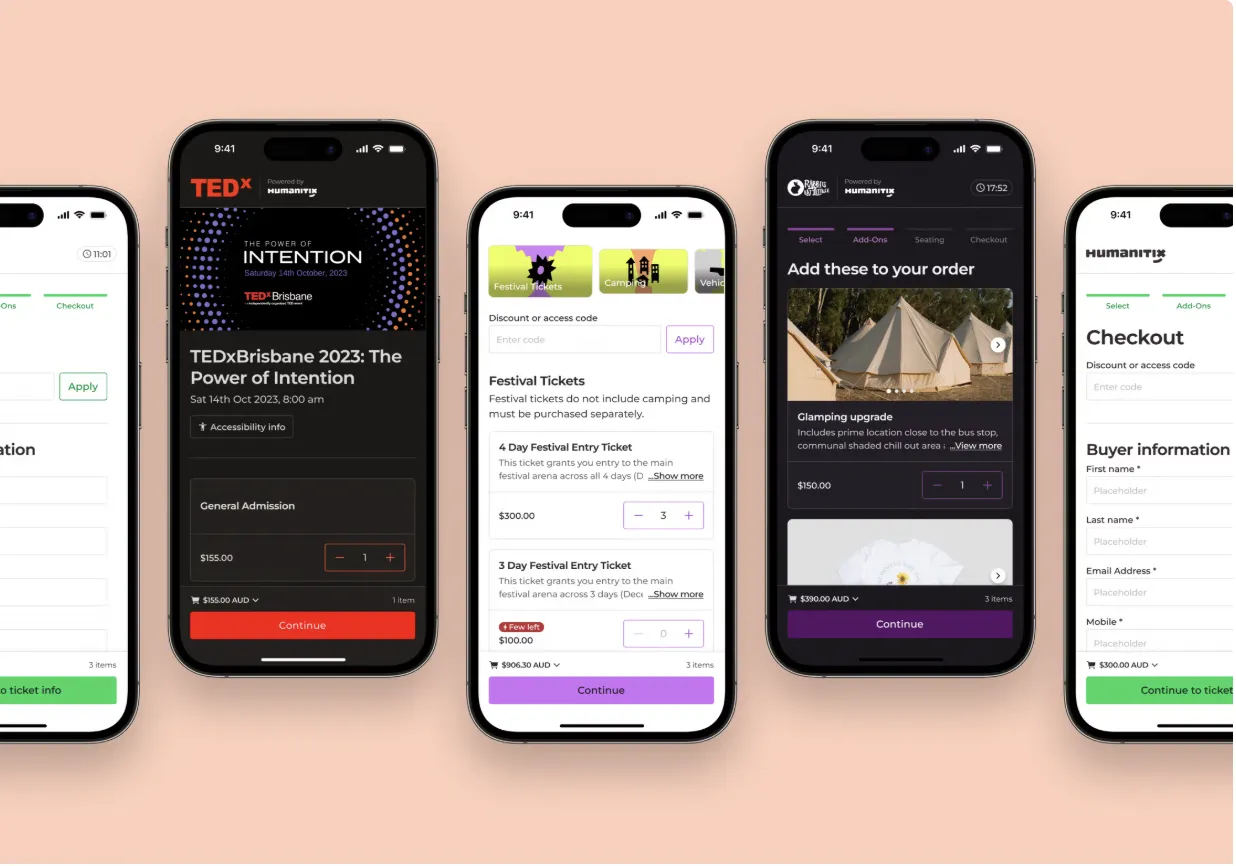 11:01
Ons
Checkout
Apply
ation
3 items
o ticket info
9:41
TEDx
Powered by
Humanitix
THE POWER OF
INTENTION
Saturday 14th October, 2023
TEDxBrisbane
x = independently organized TED event
TEDxBrisbane 2023: The
Power of Intention
Sat 14th Oct 2023, 8:00 am
Accessibility info
General Admission
$155.00
− 1 +
$155.00 AUD
1 item
Continue
9:41
Festival Tickets
Camping
Vehic
Discount or access code
Enter code
Apply
Festival Tickets
Festival tickets do not include camping and
must be purchased separately.
4 Day Festival Entry Ticket
This ticket grants you entry to the main
festival arena across all 4 days (D ...Show more
$300.00
− 3 +
3 Day Festival Entry Ticket
This ticket grants you entry to the main
festival arena across 3 days (Dece ...Show more
Few left
$100.00
− 0 +
$906.30 AUD
3 items
Continue
9:41
Powered by
Humanitix
17:52
Select
Add-Ons
Seating
Checkout
Add these to your order
Glamping upgrade
Includes prime location close to the bus stop,
communal shaded chill out area ...View more
$150.00
− 1 +
$390.00 AUD
3 items
Continue
9:41
Humanitix
Select
Add-Ons
Checkout
Discount or access code
Enter code
Buyer information
First name *
Placeholder
Last name *
Placeholder
Email Address *
Placeholder
Mobile *
Placeholder
$300.00 AUD
Continue to ticket